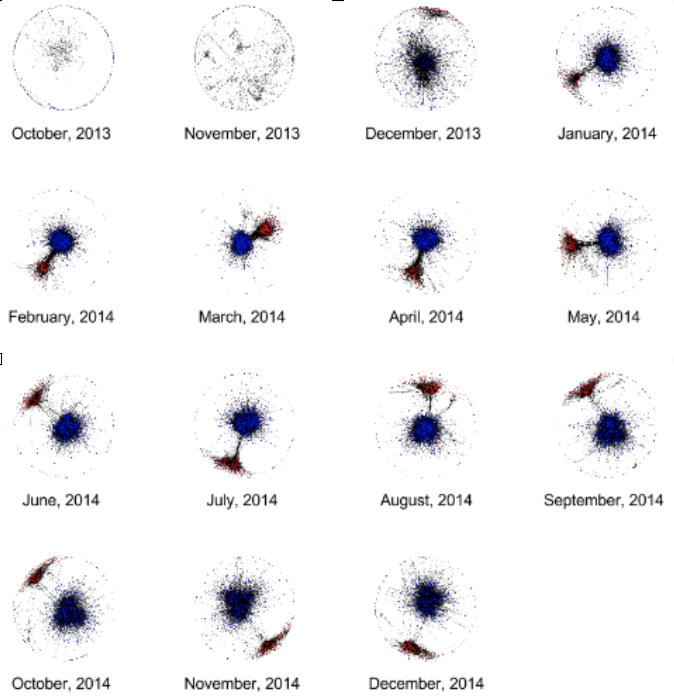 October, 2013
November, 2013
December, 2013
January, 2014
February, 2014
March, 2014
April, 2014
May, 2014
June, 2014
July, 2014
August, 2014
September, 2014
October, 2014
November, 2014
December, 2014